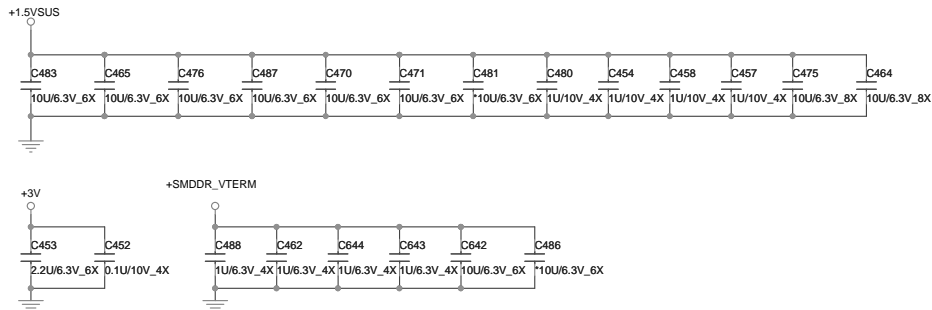 +1.5VSUS
C483 C465 C476 C487 C470 C471 C481 C480 C454 C458 C457 C475 C464
10U/6.3V_6X 10U/6.3V_6X 10U/6.3V_6X 10U/6.3V_6X 10U/6.3V_6X 10U/6.3V_6X *10U/6.3V_6X 1U/10V_4X 1U/10V_4X 1U/10V_4X 1U/10V_4X 10U/6.3V_8X 10U/6.3V_8X
+3V +SMDDR_VTERM
C453 C452 C488 C462 C644 C643 C642 C486
2.2U/6.3V_6X 0.1U/10V_4X 1U/6.3V_4X 1U/6.3V_4X 1U/6.3V_4X 1U/6.3V_4X 10U/6.3V_6X *10U/6.3V_6X